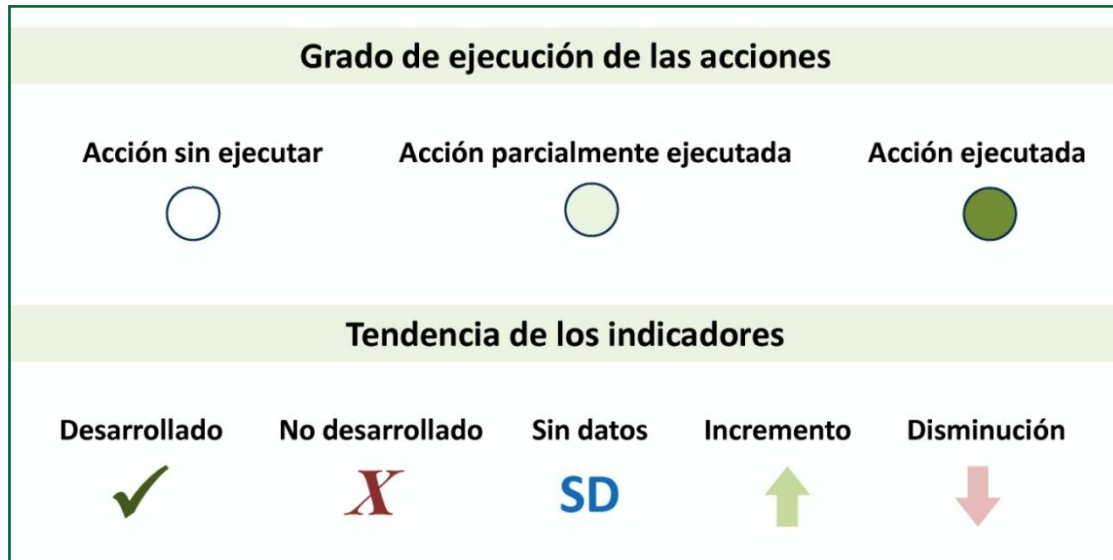 Grado de ejecución de las acciones
Acción sin ejecutar Acción parcialmente ejecutada Acción ejecutada
Tendencia de los indicadores
Desarrollado No desarrollado Sin datos Incremento Disminución
X SD